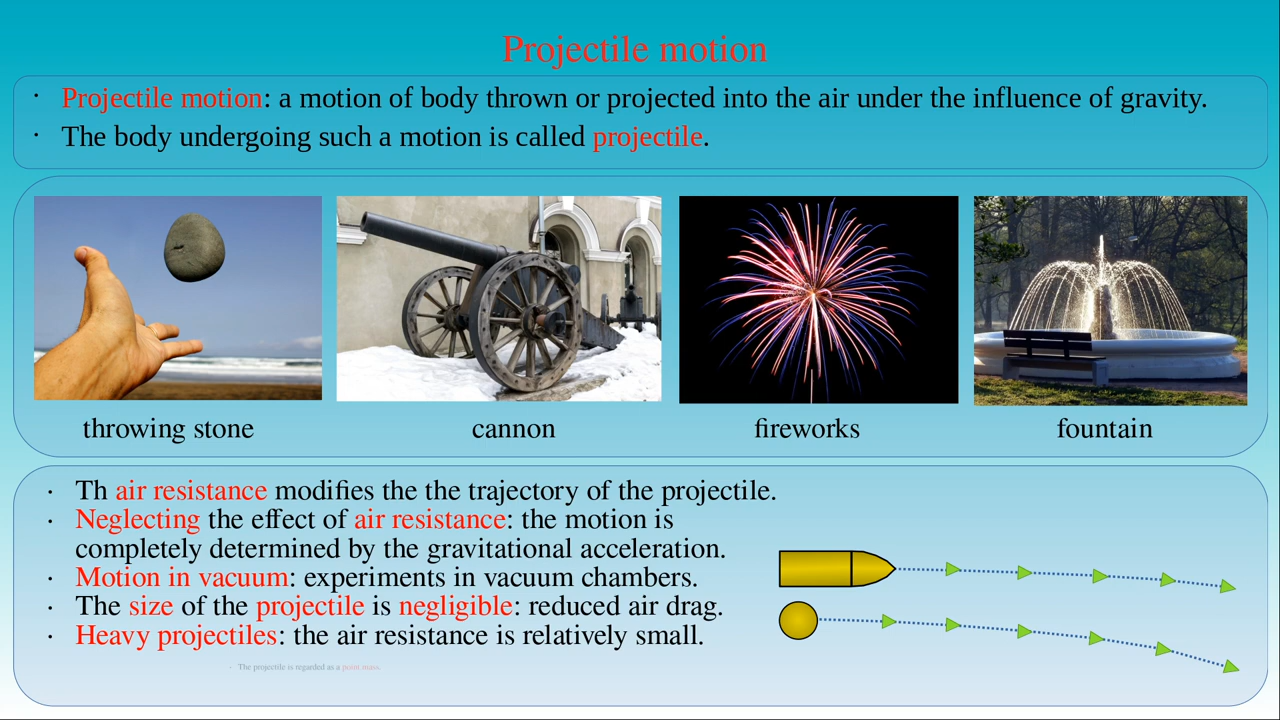 Projectile motion
· Projectile motion: a motion of body thrown or projected into the air under the influence of gravity.
· The body undergoing such a motion is called projectile.
throwing stone
cannon
fireworks
fountain
· Th air resistance modifies the the trajectory of the projectile.
· Neglecting the effect of air resistance: the motion is
completely determined by the gravitational acceleration.
· Motion in vacuum: experiments in vacuum chambers.
· The size of the projectile is negligible: reduced air drag.
· Heavy projectiles: the air resistance is relatively small.
· The projectile is regarded as a point mass.